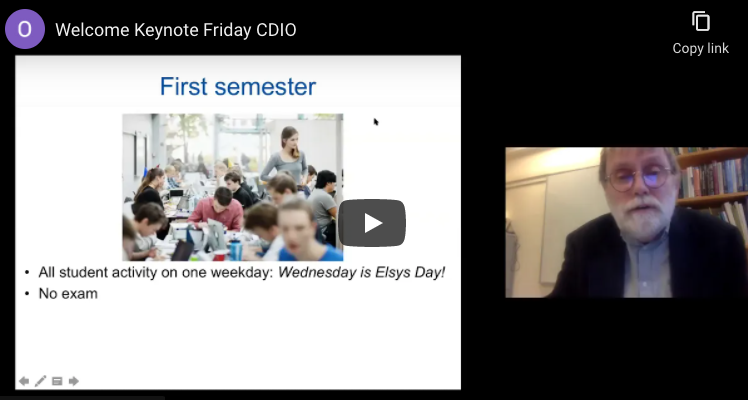 O
Welcome Keynote Friday CDIO
Copy link
First semester
• All student activity on one weekday: Wednesday is Elsys Day!
• No exam